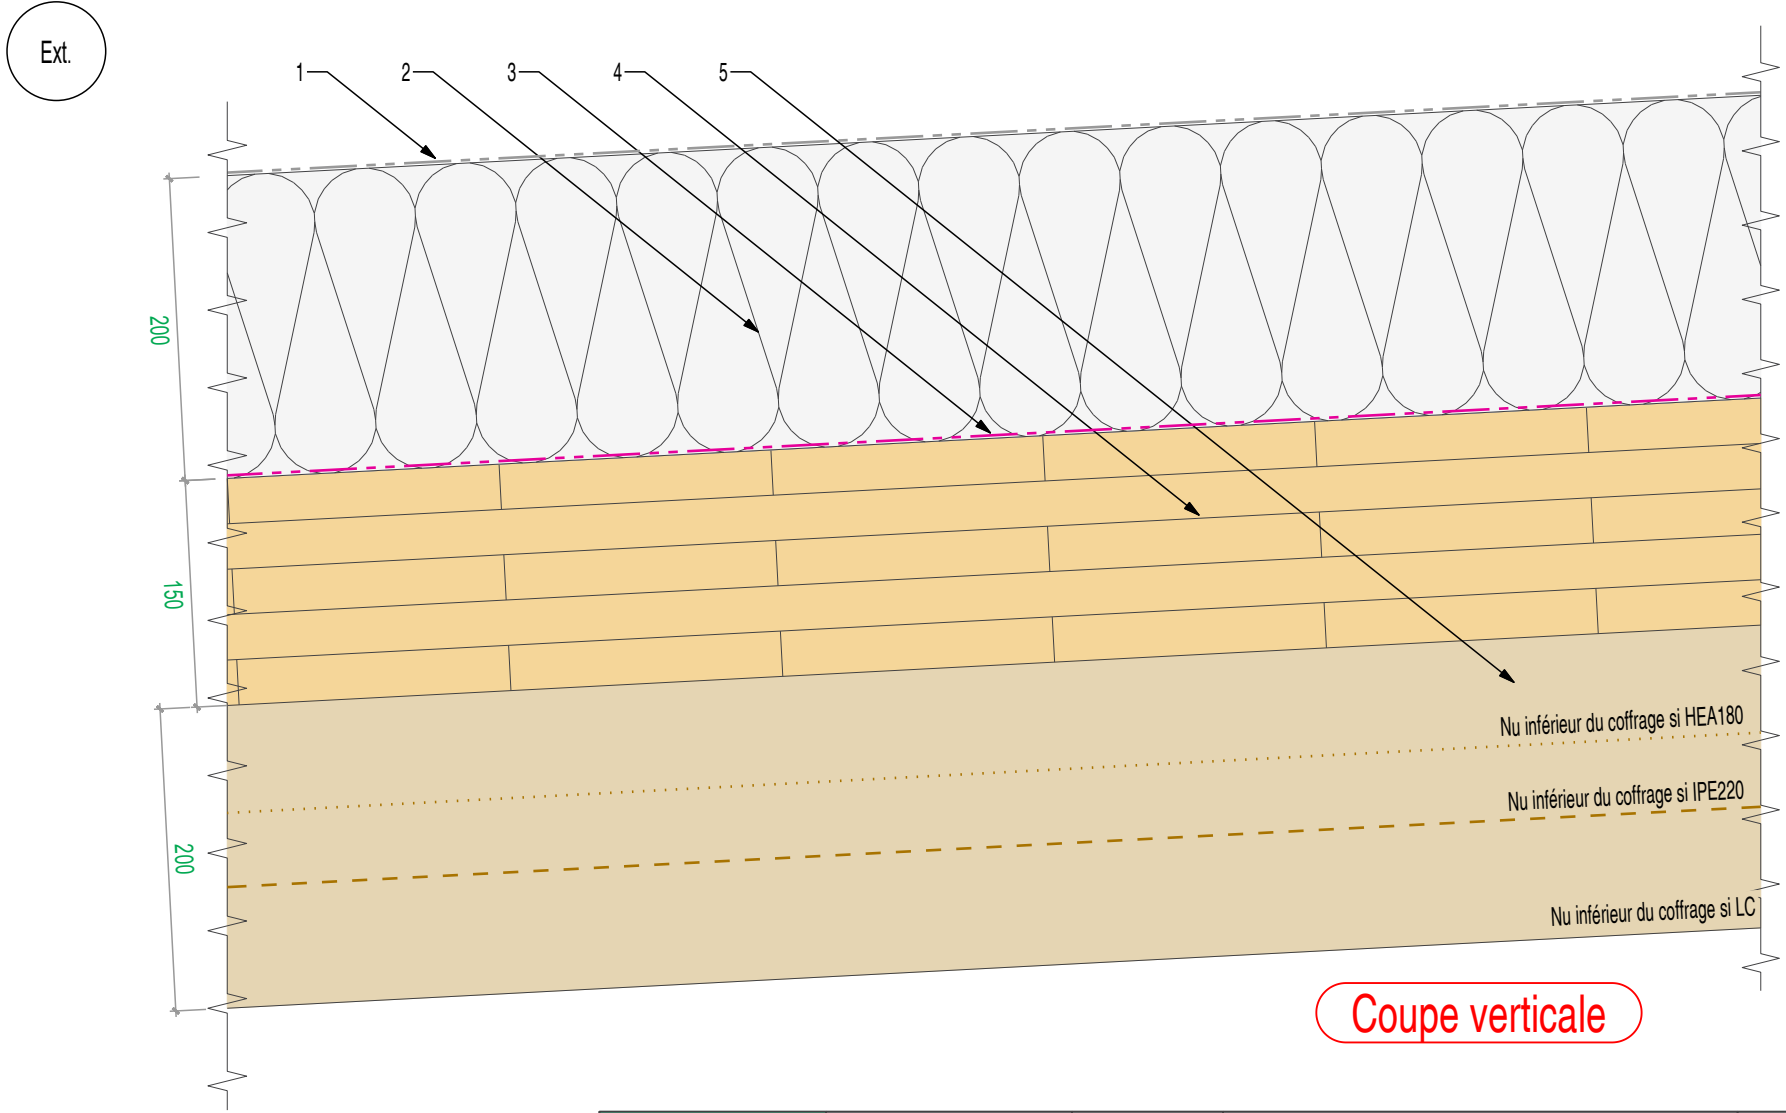 Ext.
1
2
3
4
5
200
150
200
Nu inférieur du coffrage si HEA180
Nu inférieur du coffrage si IPE220
Nu inférieur du coffrage si LC
Coupe verticale